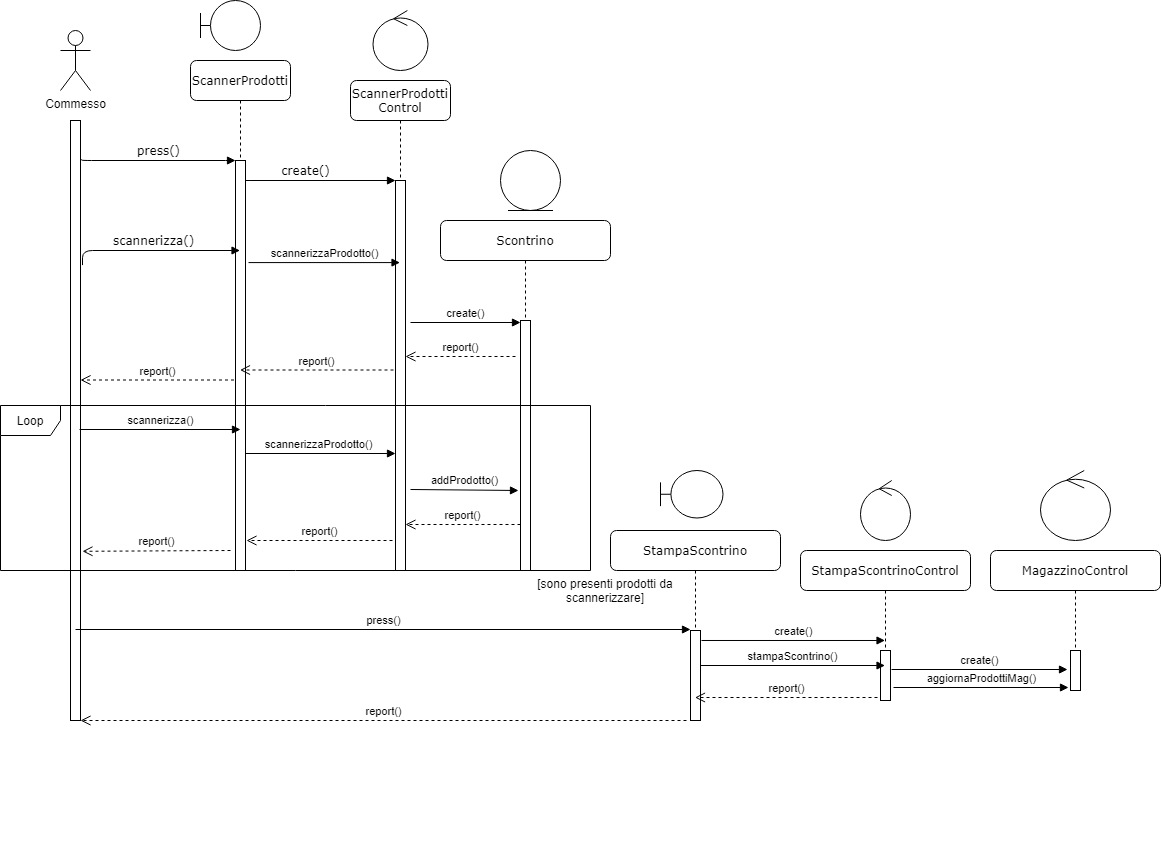 Commesso
ScannerProdotti
ScannerProdotti
Control
press()
create()
Scontrino
scannerizza()
scannerizzaProdotto()
create()
report()
report()
report()
Loop
scannerizza()
scannerizzaProdotto()
addProdotto()
report()
report()
report()
StampaScontrino
StampaScontrinoControl
MagazzinoControl
[sono presenti prodotti da
scannerizzare]
press()
create()
stampaScontrino()
create()
aggiornaProdottiMag()
report()
report()